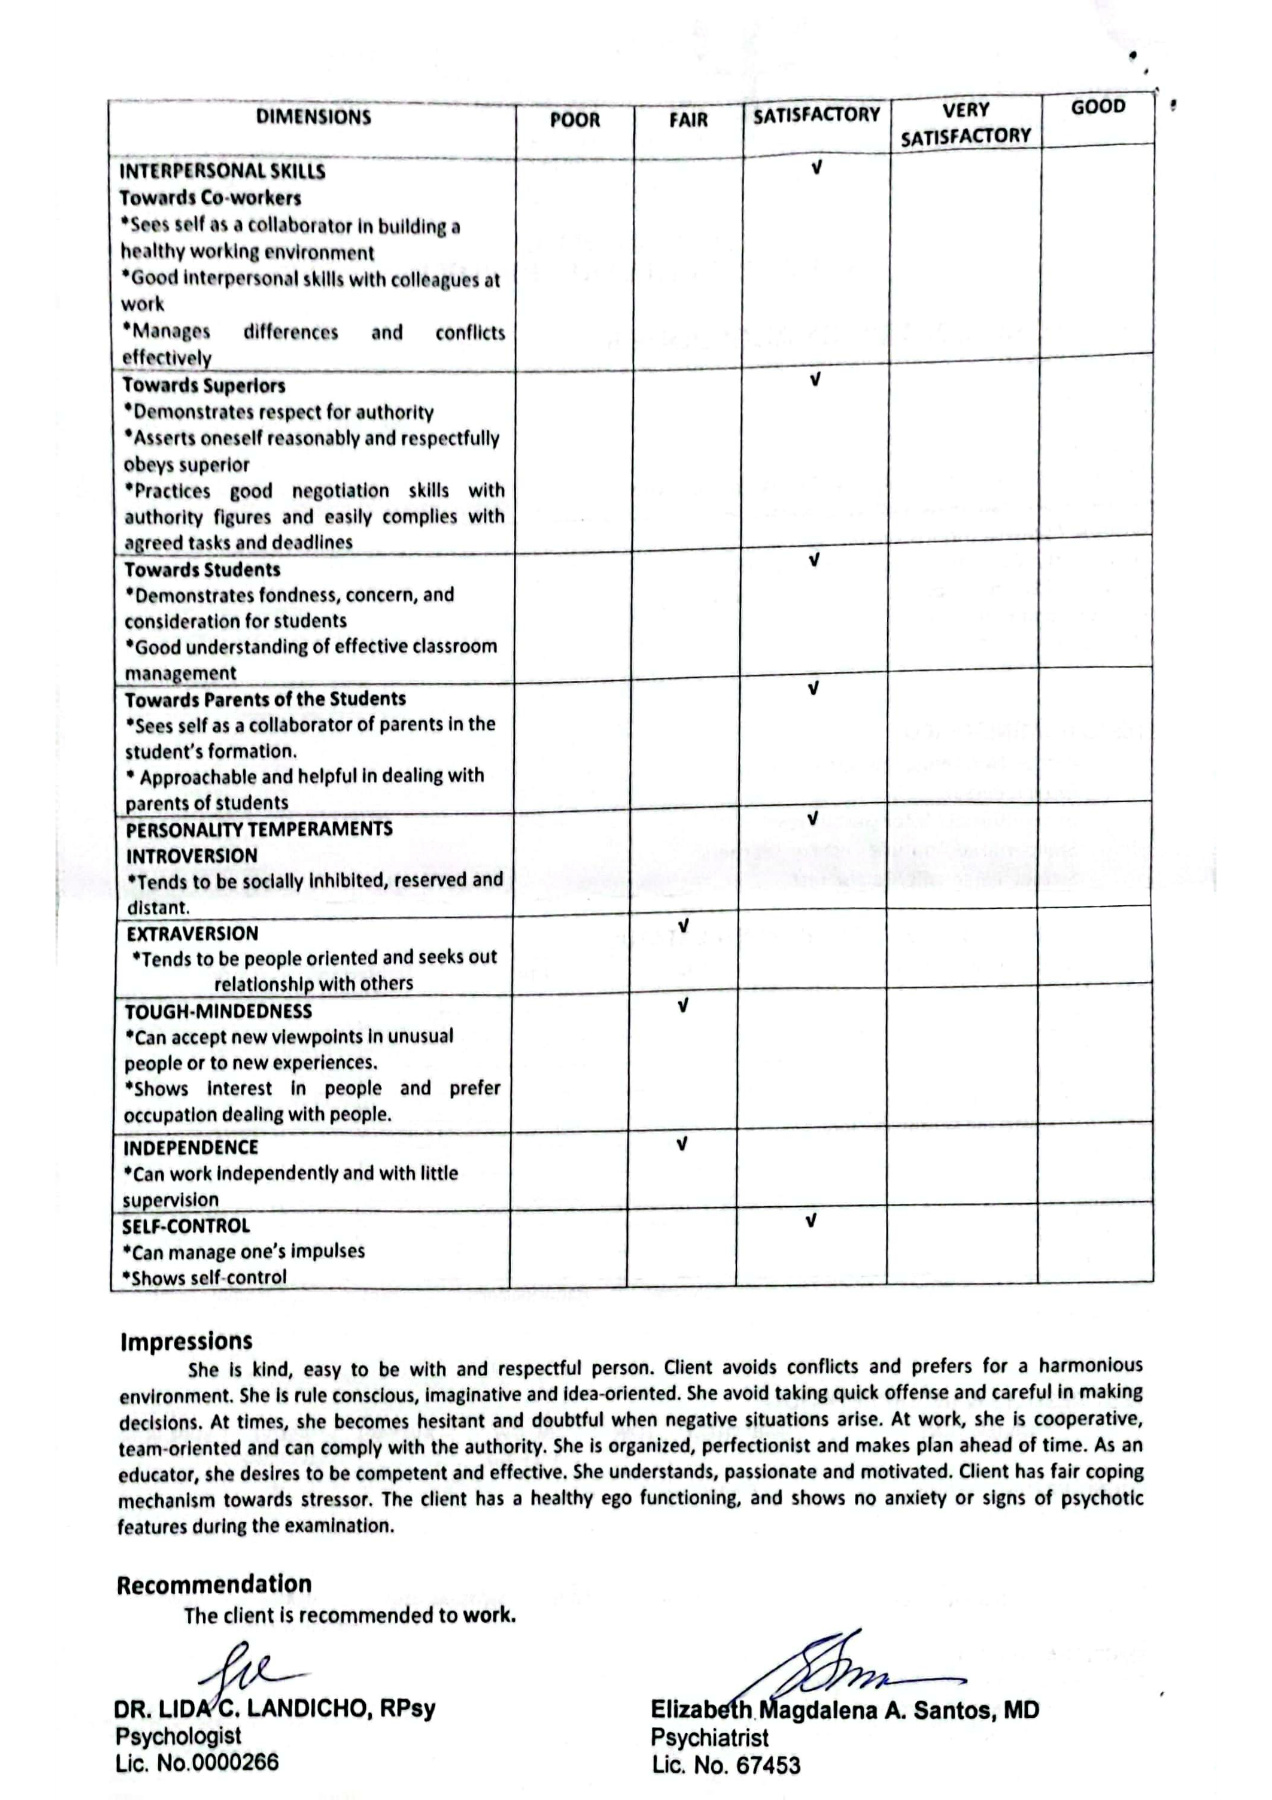 DIMENSIONS POOR FAIR SATISFACTORY VERY SATISFACTORY GOOD
INTERPERSONAL SKILLS √
Towards Co-workers
*Sees self as a collaborator in building a
healthy working environment
*Good interpersonal skills with colleagues at
work
*Manages differences and conflicts
effectively
Towards Superiors √
*Demonstrates respect for authority
*Asserts oneself reasonably and respectfully
obeys superior
*Practices good negotiation skills with
authority figures and easily complies with
agreed tasks and deadlines
Towards Students √
*Demonstrates fondness, concern, and
consideration for students
*Good understanding of effective classroom
management
Towards Parents of the Students √
*Sees self as a collaborator of parents in the
student's formation.
* Approachable and helpful in dealing with
parents of students
PERSONALITY TEMPERAMENTS √
INTROVERSION
*Tends to be socially inhibited, reserved and
distant.
EXTRAVERSION √
*Tends to be people oriented and seeks out
relationship with others
TOUGH-MINDEDNESS √
*Can accept new viewpoints in unusual
people or to new experiences.
*Shows interest in people and prefer
occupation dealing with people.
INDEPENDENCE √
*Can work independently and with little
supervision
SELF-CONTROL √
*Can manage one's impulses
*Shows self-control
Impressions
She is kind, easy to be with and respectful person. Client avoids conflicts and prefers for a harmonious
environment. She is rule conscious, imaginative and idea-oriented. She avoid taking quick offense and careful in making
decisions. At times, she becomes hesitant and doubtful when negative situations arise. At work, she is cooperative,
team-oriented and can comply with the authority. She is organized, perfectionist and makes plan ahead of time. As an
educator, she desires to be competent and effective. She understands, passionate and motivated. Client has fair coping
mechanism towards stressor. The client has a healthy ego functioning, and shows no anxiety or signs of psychotic
features during the examination.
Recommendation
The client is recommended to work.
DR. LIDA C. LANDICHO, RPsy
Psychologist
Lic. No.0000266
Elizabeth Magdalena A. Santos, MD
Psychiatrist
Lic. No. 67453